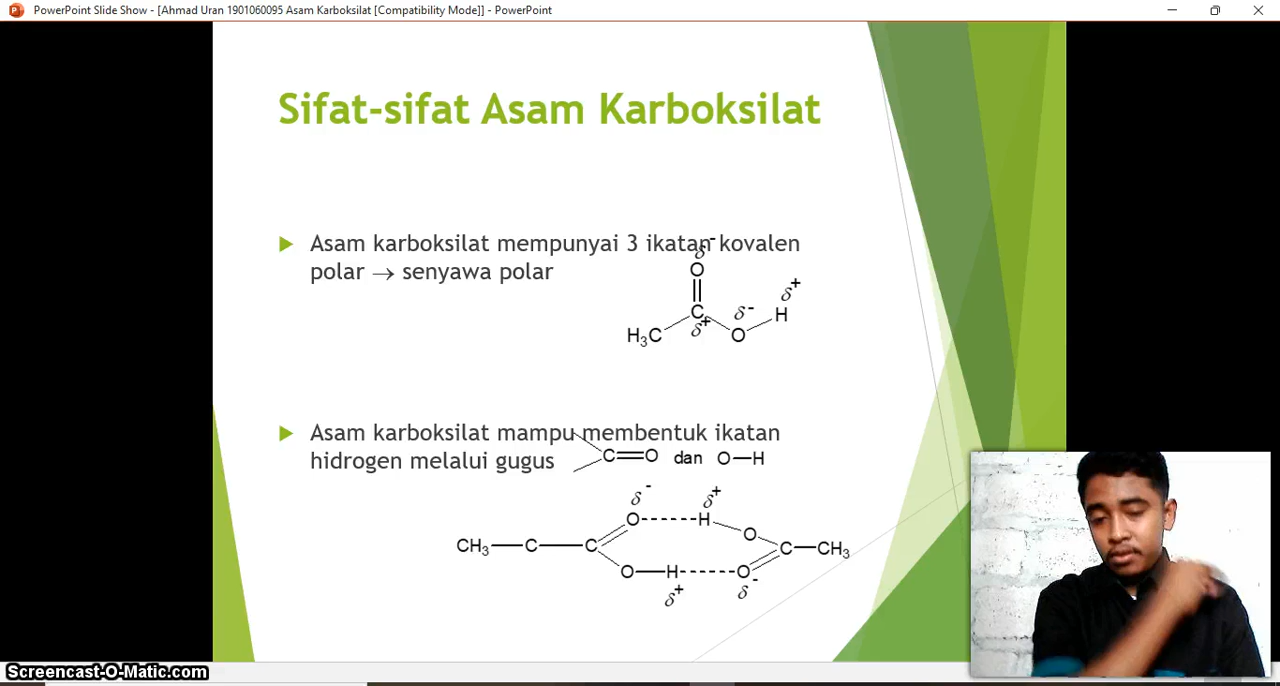 PowerPoint Slide Show - [Ahmad Uran 1901060095 Asam Karboksilat [Compatibility Mode]] - PowerPoint
Sifat-sifat Asam Karboksilat
Asam karboksilat mempunyai 3 ikatan kovalen
polar → senyawa polar
δ-
O
δ+
C
δ-
H
H3C
δ+
O
Asam karboksilat mampu membentuk ikatan
hidrogen melalui gugus C=O dan O—H
δ- δ+
O------H
O
CH3—C—C
C—CH3
O—H------O
δ+ δ-
Screencast-O-Matic.com